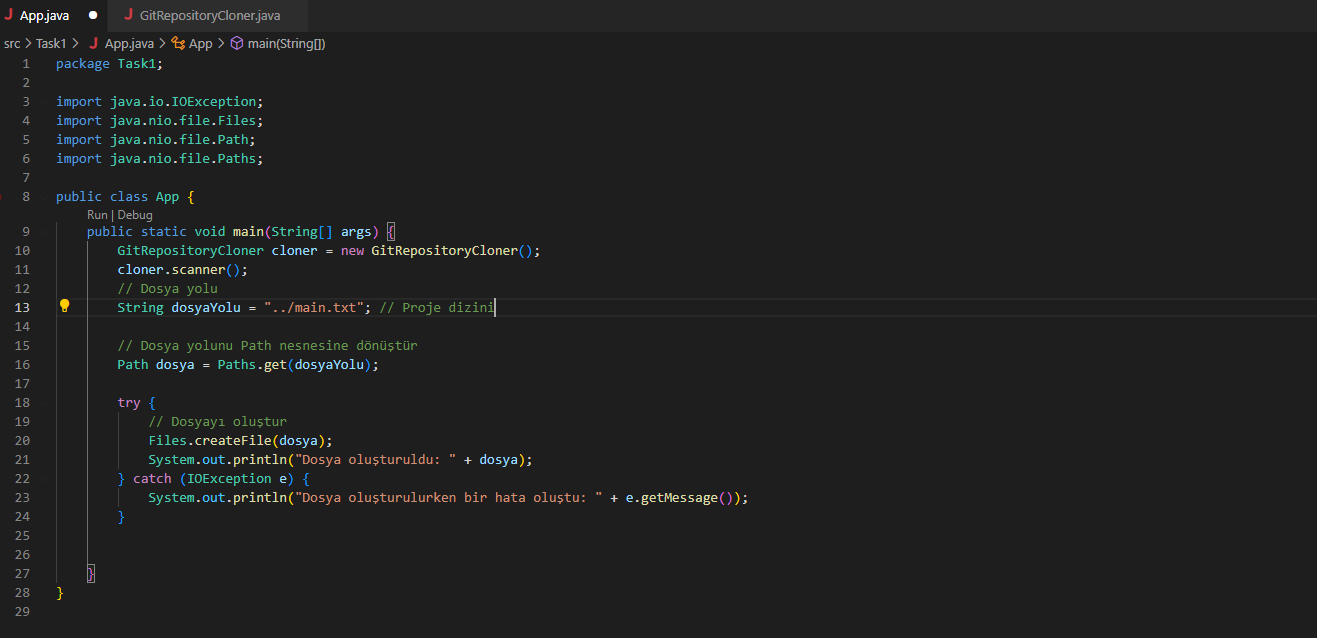 App.java
GitRepositoryCloner.java
src > Task1 > App.java > App > main(String[])
1 package Task1;
2
3 import java.io.IOException;
4 import java.nio.file.Files;
5 import java.nio.file.Path;
6 import java.nio.file.Paths;
7
8 public class App {
Run | Debug
9 public static void main(String[] args) {
10 GitRepositoryCloner cloner = new GitRepositoryCloner();
11 cloner.scanner();
12 // Dosya yolu
13 String dosyaYolu = "../main.txt"; // Proje dizini
14
15 // Dosya yolunu Path nesnesine dönüştür
16 Path dosya = Paths.get(dosyaYolu);
17
18 try {
19 // Dosyayı oluştur
20 Files.createFile(dosya);
21 System.out.println("Dosya oluşturuldu: " + dosya);
22 } catch (IOException e) {
23 System.out.println("Dosya oluşturulurken bir hata oluştu: " + e.getMessage());
24 }
25
26
27 }
28 }
29